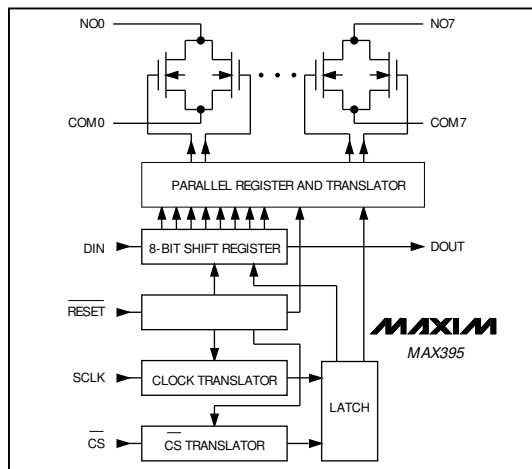 NO0 NO7
COM0 COM7
PARALLEL REGISTER AND TRANSLATOR
DIN 8-BIT SHIFT REGISTER DOUT
RESET
MAXIM
MAX395
SCLK CLOCK TRANSLATOR
LATCH
CS CS TRANSLATOR